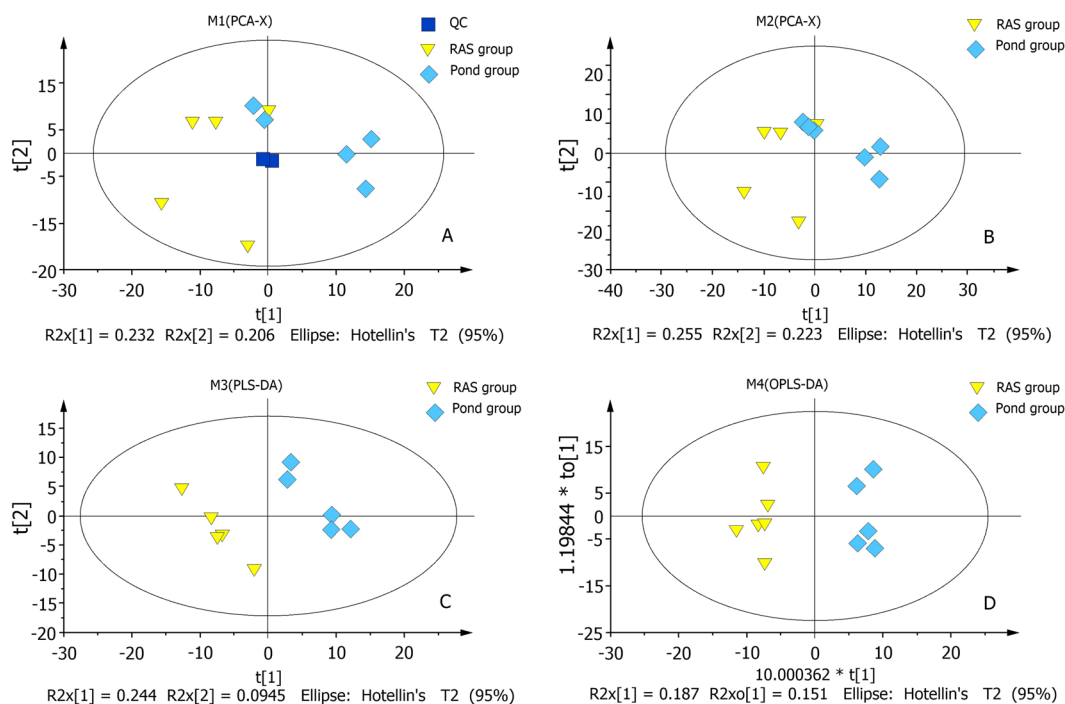 M1(PCA-X)
QC
RAS group
Pond group
15
5
0
-5
-15
-20
t[2]
A
-30
-20
-10
0
10
20
t[1]
R2x[1] = 0.232 R2x[2] = 0.206 Ellipse: Hotellin's T2 (95%)
M2(PCA-X)
RAS group
Pond group
20
10
10
0
-10
-10
-20
-20
-30
t[2]
B
-40
-30
-20
-10
0
10
20
30
40
t[1]
R2x[1] = 0.255 R2x[2] = 0.223 Ellipse: Hotellin's T2 (95%)
M3(PLS-DA)
RAS group
Pond group
15
10
5
0
-5
-10
-15
-20
t[2]
C
-30
-20
-10
0
10
20
t[1]
R2x[1] = 0.244 R2x[2] = 0.0945 Ellipse: Hotellin's T2 (95%)
M4(OPLS-DA)
RAS group
Pond group
15
5
0
-5
-15
-25
1.19844 * to[1]
D
-30
-20
-10
0
10
20
30
10.000362 * t[1]
R2x[1] = 0.187 R2xo[1] = 0.151 Ellipse: Hotellin's T2 (95%)